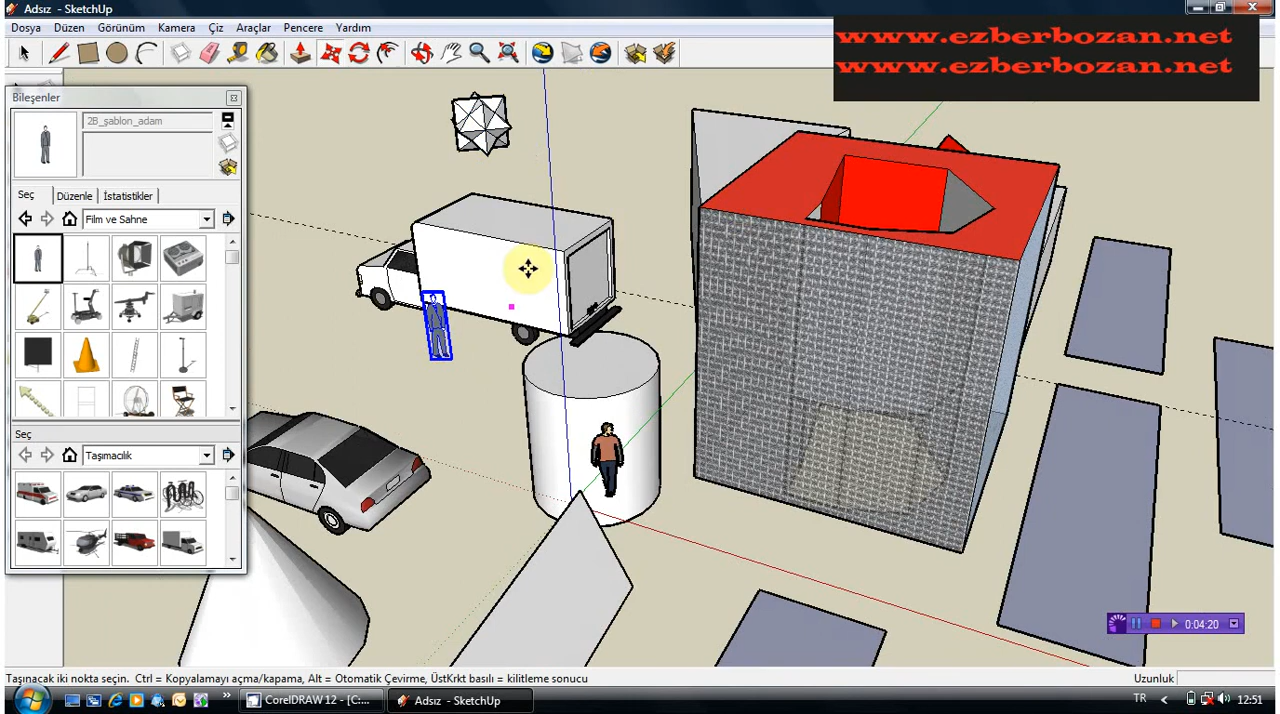 Adsız - SketchUp
www.ezberbozan.net
www.ezberbozan.net
Dosya Düzen Görünüm Kamera Çiz Araçlar Pencere Yardım
Bileşenler
2B_şablon_adam
Seç Düzenle İstatistikler
Film ve Sahne
Seç
Taşımacılık
0:04:20
Taşınacak iki nokta seçin. Ctrl = Kopyalamayı açma/kapama, Alt = Otomatik Çevirme, ÜstKrkt basılı = kilitleme sonucu
Uzunluk
CorelDRAW 12 - [C:...
Adsız - SketchUp
TR
12:51